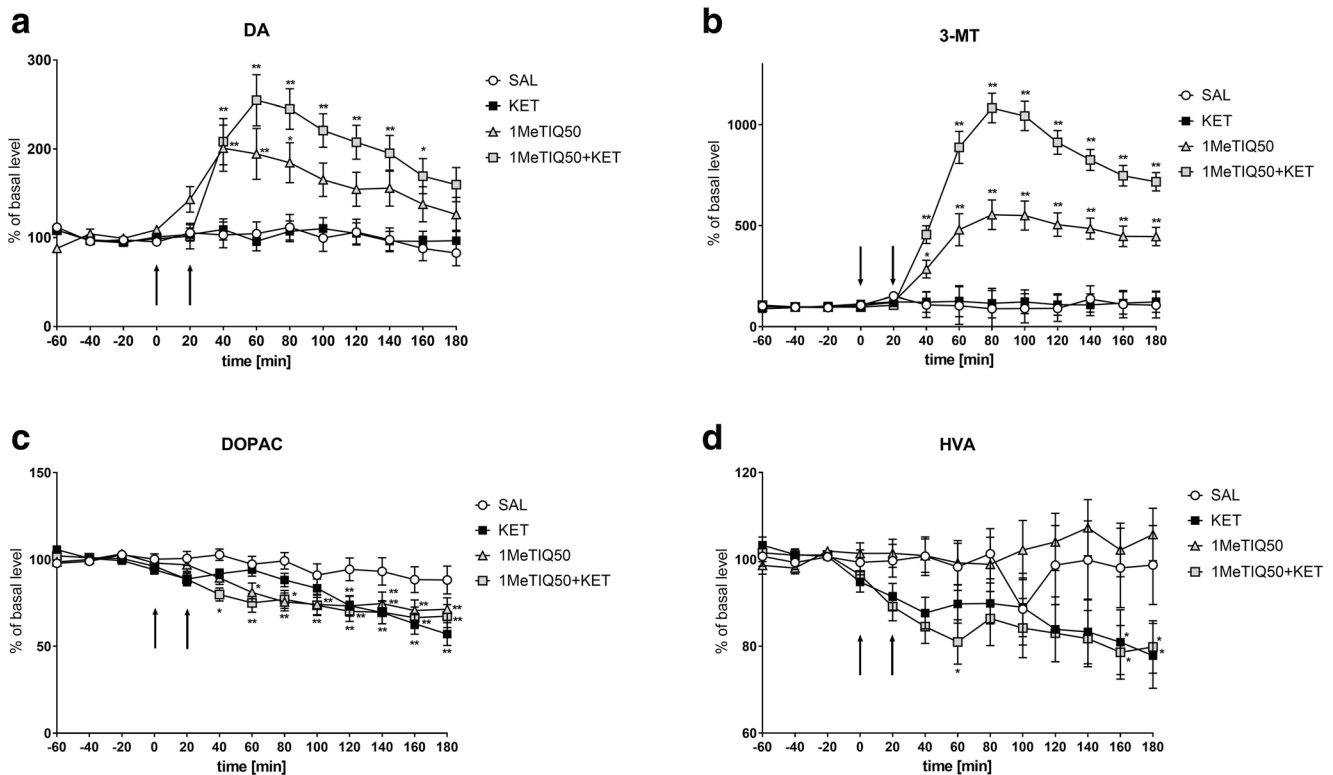 a
DA
% of basal level
300
200
100
0
-60 -40 -20 0 20 40 60 80 100 120 140 160 180
time [min]
** ** ** ** ** ** ** *
** ** *
SAL
KET
1MeTIQ50
1MeTIQ50+KET
b
3-MT
% of basal level
1000
500
0
-60 -40 -20 0 20 40 60 80 100 120 140 160 180
time [min]
** ** ** ** ** ** ** **
* ** ** ** ** ** ** **
SAL
KET
1MeTIQ50
1MeTIQ50+KET
c
DOPAC
% of basal level
150
100
50
0
-60 -40 -20 0 20 40 60 80 100 120 140 160 180
time [min]
* * * ** ** ** ** **
** ** ** ** ** ** **
** ** ** **
SAL
KET
1MeTIQ50
1MeTIQ50+KET
d
HVA
% of basal level
120
100
80
60
-60 -40 -20 0 20 40 60 80 100 120 140 160 180
time [min]
* * * * *
SAL
KET
1MeTIQ50
1MeTIQ50+KET